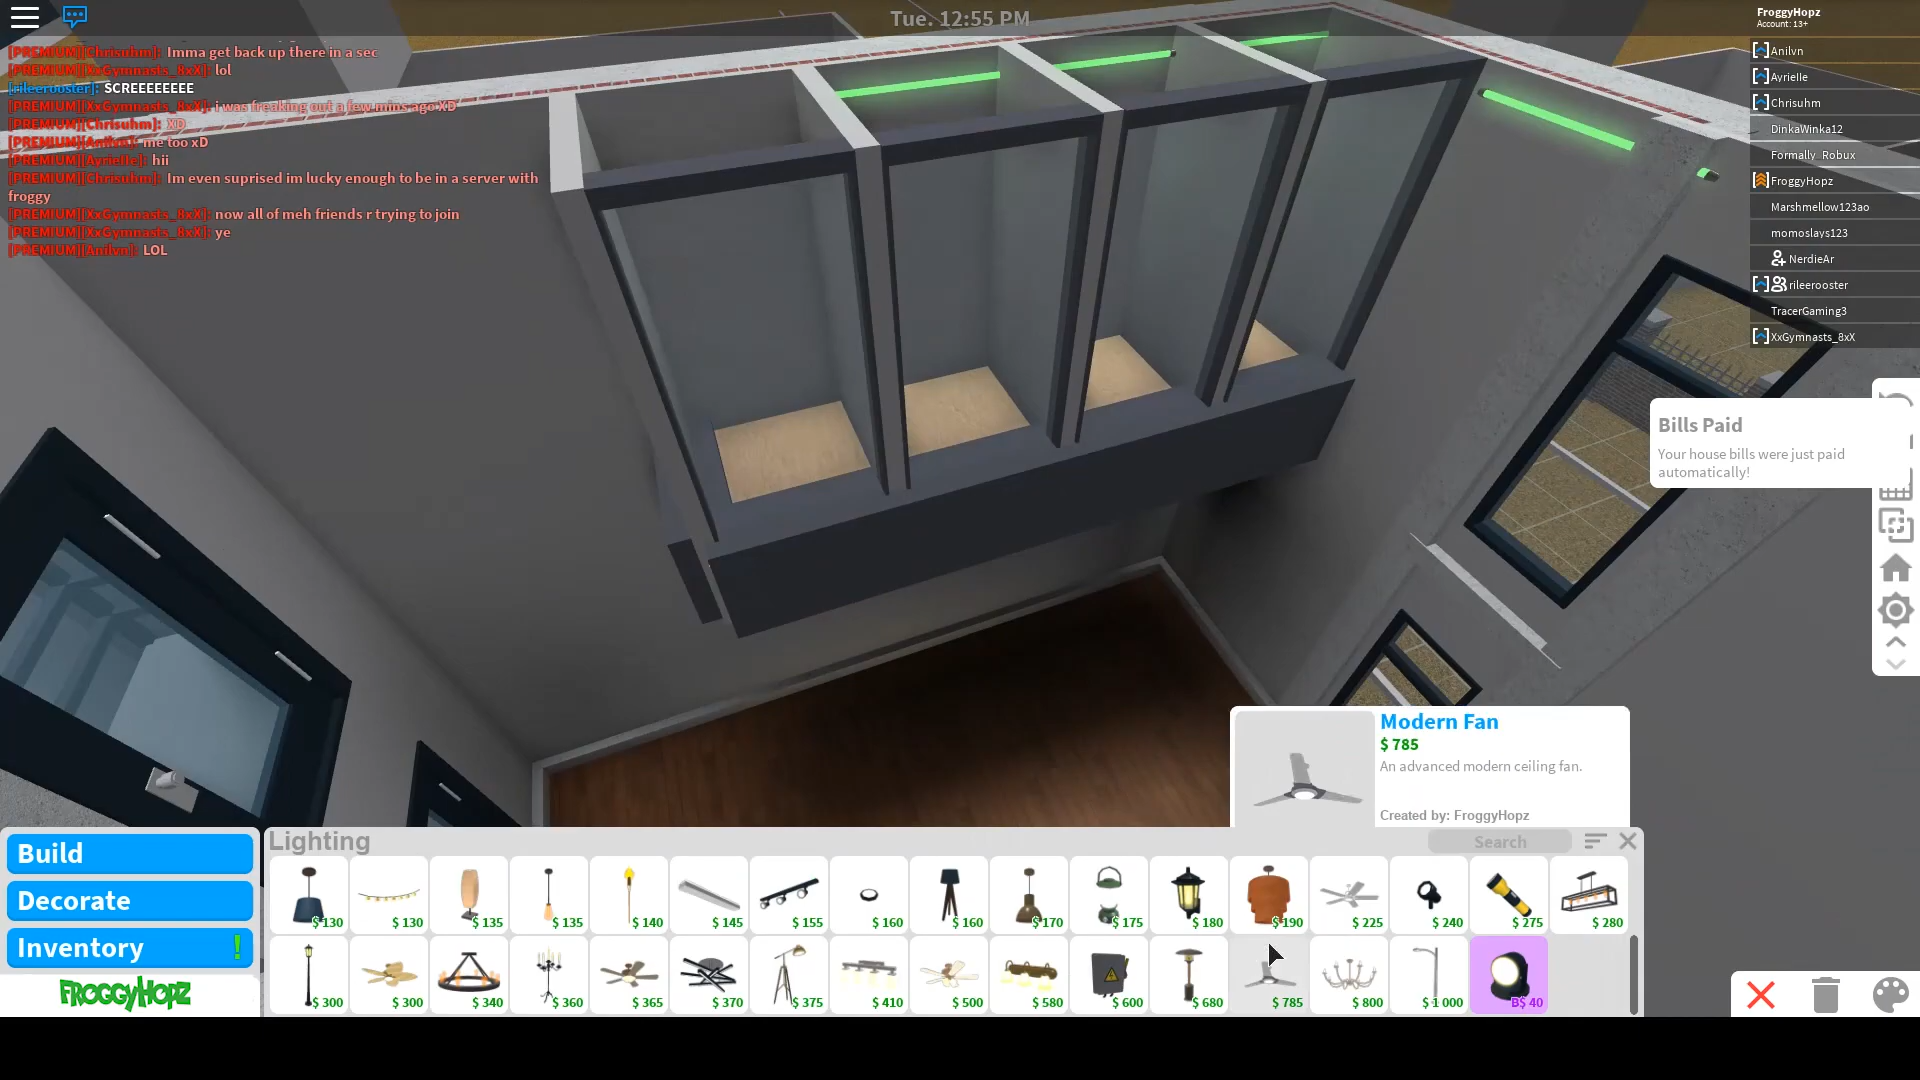 Tue. 12:55 PM
FroggyHopz
Account: 13+
[PREMIUM][Chrisuhm]: Imma get back up there in a sec
[PREMIUM][XxGymnasts_8xX]: lol
[rileerooster]: SCREEEEEEEE
[PREMIUM][XxGymnasts_8xX]: i was freaking out a few mins ago XD
[PREMIUM][Chrisuhm]: XD
[PREMIUM][Anilvn]: me too xD
[PREMIUM][Ayrielle]: hii
[PREMIUM][Chrisuhm]: Im even suprised im lucky enough to be in a server with
froggy
[PREMIUM][XxGymnasts_8xX]: now all of meh friends r trying to join
[PREMIUM][XxGymnasts_8xX]: ye
[PREMIUM][Anilvn]: LOL
Anilvn
Ayrielle
Chrisuhm
DinkaWinka12
Formally_Robux
FroggyHopz
Marshmellow123ao
momoslays123
NerdieAr
rileerooster
TracerGaming3
XxGymnasts_8xX
Bills Paid
Your house bills were just paid
automatically!
Modern Fan
$ 785
An advanced modern ceiling fan.
Created by: FroggyHopz
Build
Decorate
Inventory !
FROGGYHOPZ
Lighting
Search
$ 130 $ 130 $ 135 $ 135 $ 140 $ 145 $ 155 $ 160 $ 160 $ 170 $ 175 $ 180 $ 190 $ 225 $ 240 $ 275 $ 280
$ 300 $ 300 $ 340 $ 360 $ 365 $ 370 $ 375 $ 410 $ 500 $ 580 $ 600 $ 680 $ 785 $ 800 $ 1 000 B$ 40